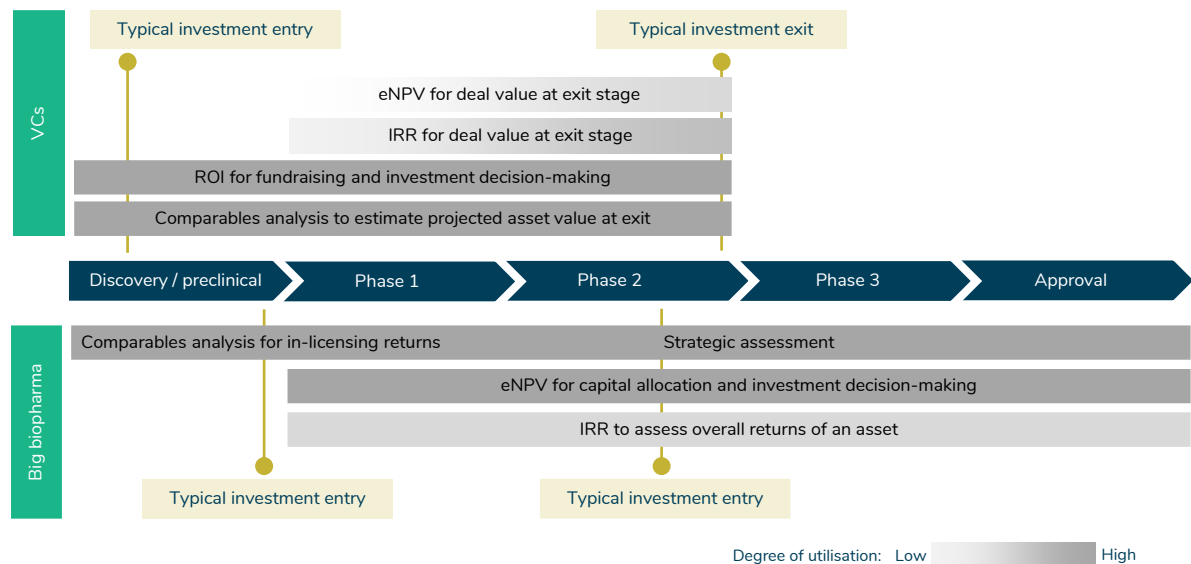 Typical investment entry
Typical investment exit
VCs
eNPV for deal value at exit stage
IRR for deal value at exit stage
ROI for fundraising and investment decision-making
Comparables analysis to estimate projected asset value at exit
Discovery / preclinical
Phase 1
Phase 2
Phase 3
Approval
Big biopharma
Comparables analysis for in-licensing returns
Strategic assessment
eNPV for capital allocation and investment decision-making
IRR to assess overall returns of an asset
Typical investment entry
Typical investment entry
Degree of utilisation: Low
High